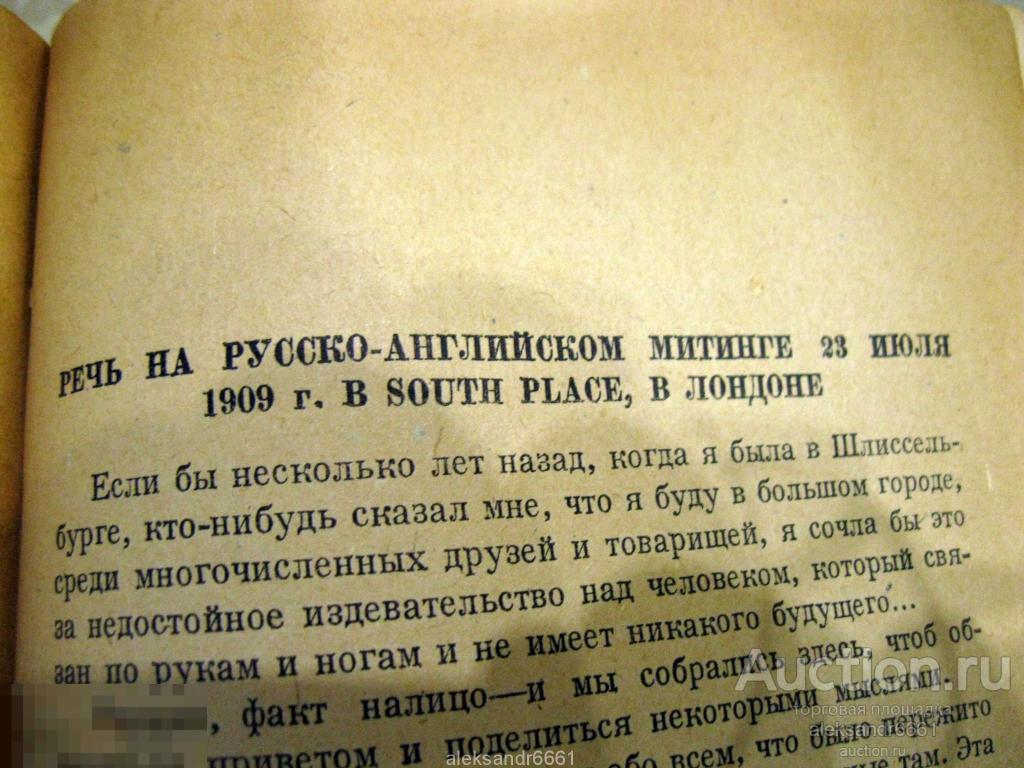 РЕЧЬ НА РУССКО-АНГЛИЙСКОМ МИТИНГЕ 23 ИЮЛЯ
1909 г. В SOUTH PLACE, В ЛОНДОНЕ
Если бы несколько лет назад, когда я была в Шлиссель-
бурге, кто-нибудь сказал мне, что я буду в большом городе,
среди многочисленных друзей и товарищей, я сочла бы это
за недостойное издевательство над человеком, который свя-
зан по рукам и ногам и не имеет никакого будущего...
, факт налицо—и мы собрались здесь, чтоб об-
приветом и поделиться некоторыми мыслями.
всем, что было пережито
там. Эта
Auction.ru
торговая площадка
aleksandr6661
auction.ru
aleksandr6661